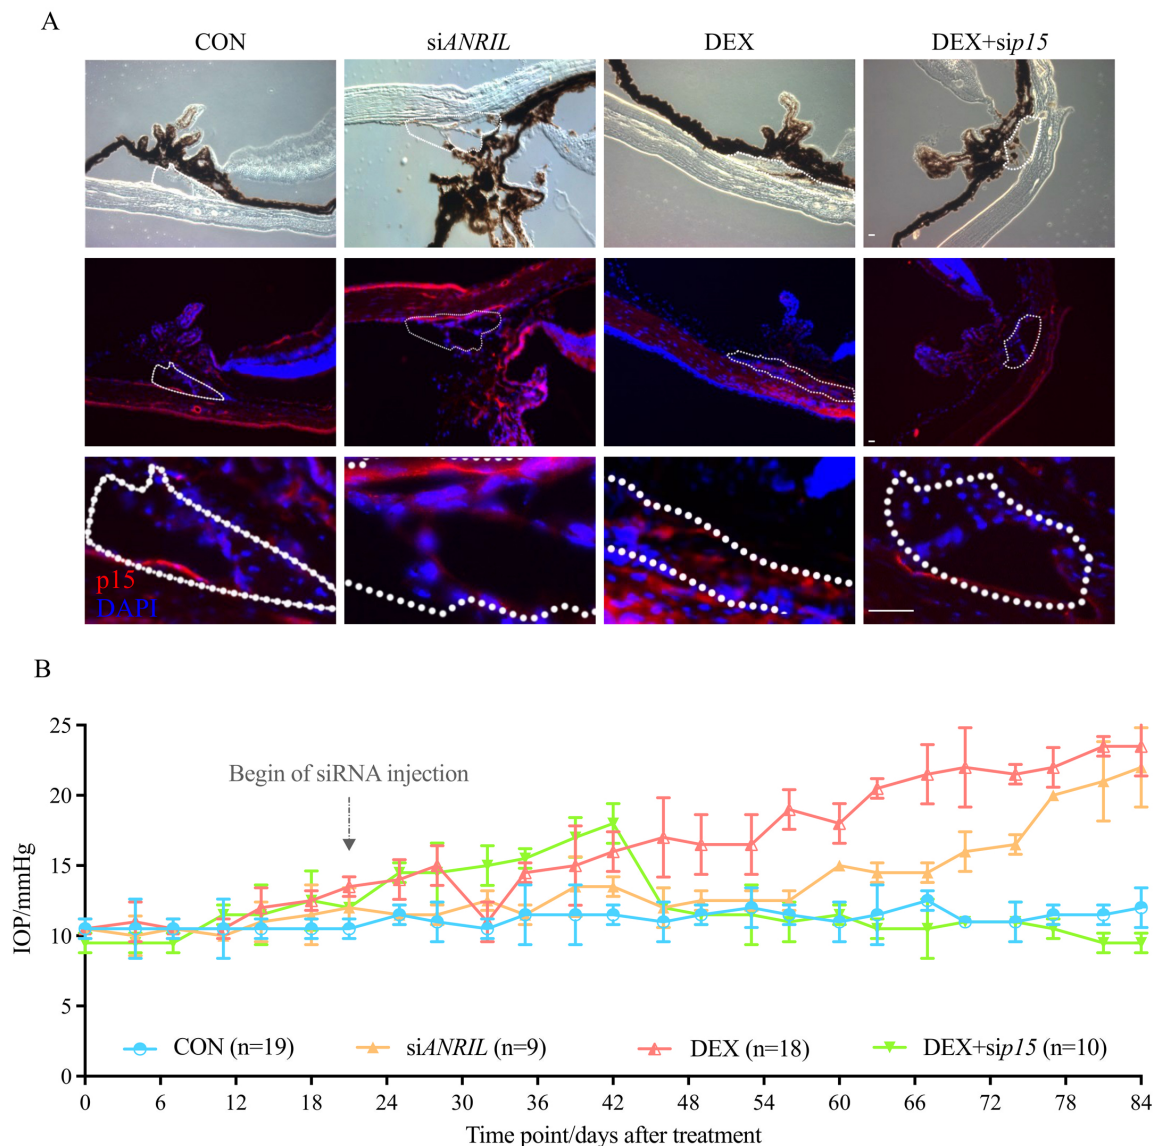 A
CON
siANRIL
DEX
DEX+sip15
p15
DAPI
B
Begin of siRNA injection
IOP/mmHg
25
20
15
10
5
0
CON (n=19)
siANRIL (n=9)
DEX (n=18)
DEX+sip15 (n=10)
0 6 12 18 24 30 36 42 48 54 60 66 72 78 84
Time point/days after treatment